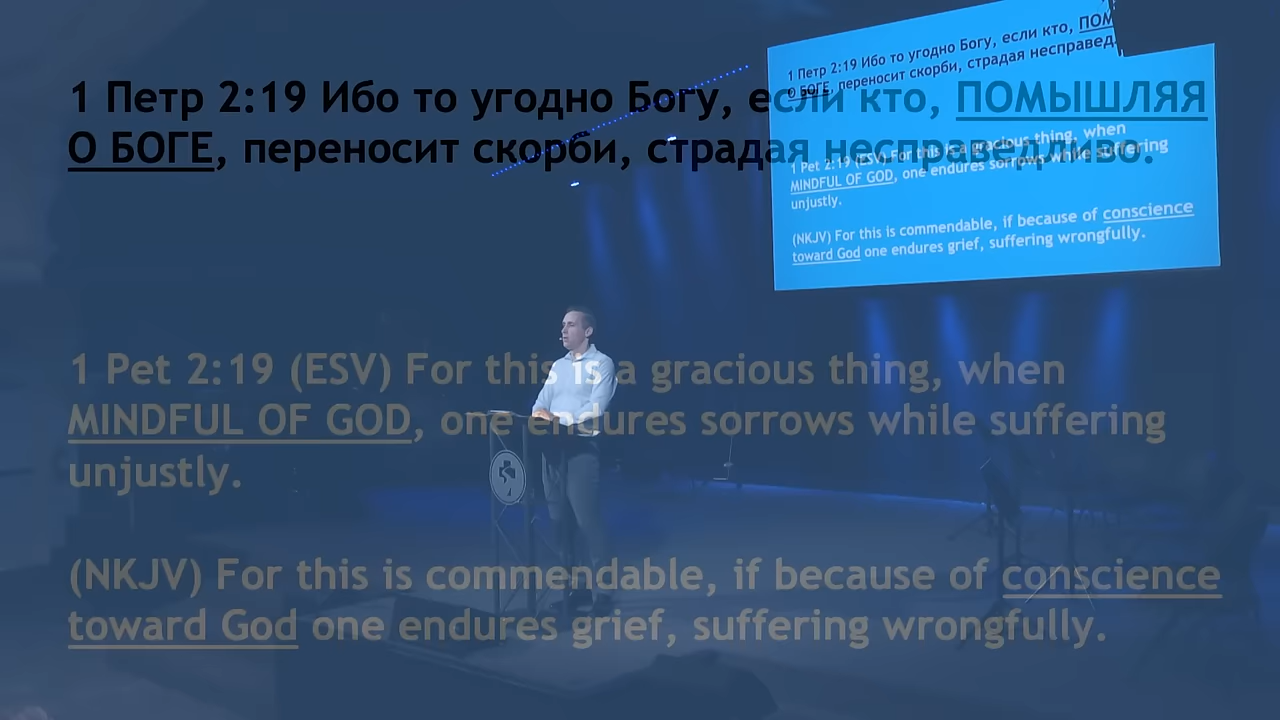 1 Петр 2:19 Ибо то угодно Богу, если кто, ПОМЫШЛЯЯ
О БОГЕ, переносит скорби, страдая несправедливо.
1 Pet 2:19 (ESV) For this is a gracious thing, when
MINDFUL OF GOD, one endures sorrows while suffering
unjustly.
(NKJV) For this is commendable, if because of conscience
toward God one endures grief, suffering wrongfully.
1 Петр 2:19 Ибо то угодно Богу, если кто, ПОМ
О БОГЕ, переносит скорби, страдая несправед
1 Pet 2:19 (ESV) For this is a gracious thing, when
MINDFUL OF GOD, one endures sorrows while suffering
unjustly.
(NKJV) For this is commendable, if because of conscience
toward God one endures grief, suffering wrongfully.